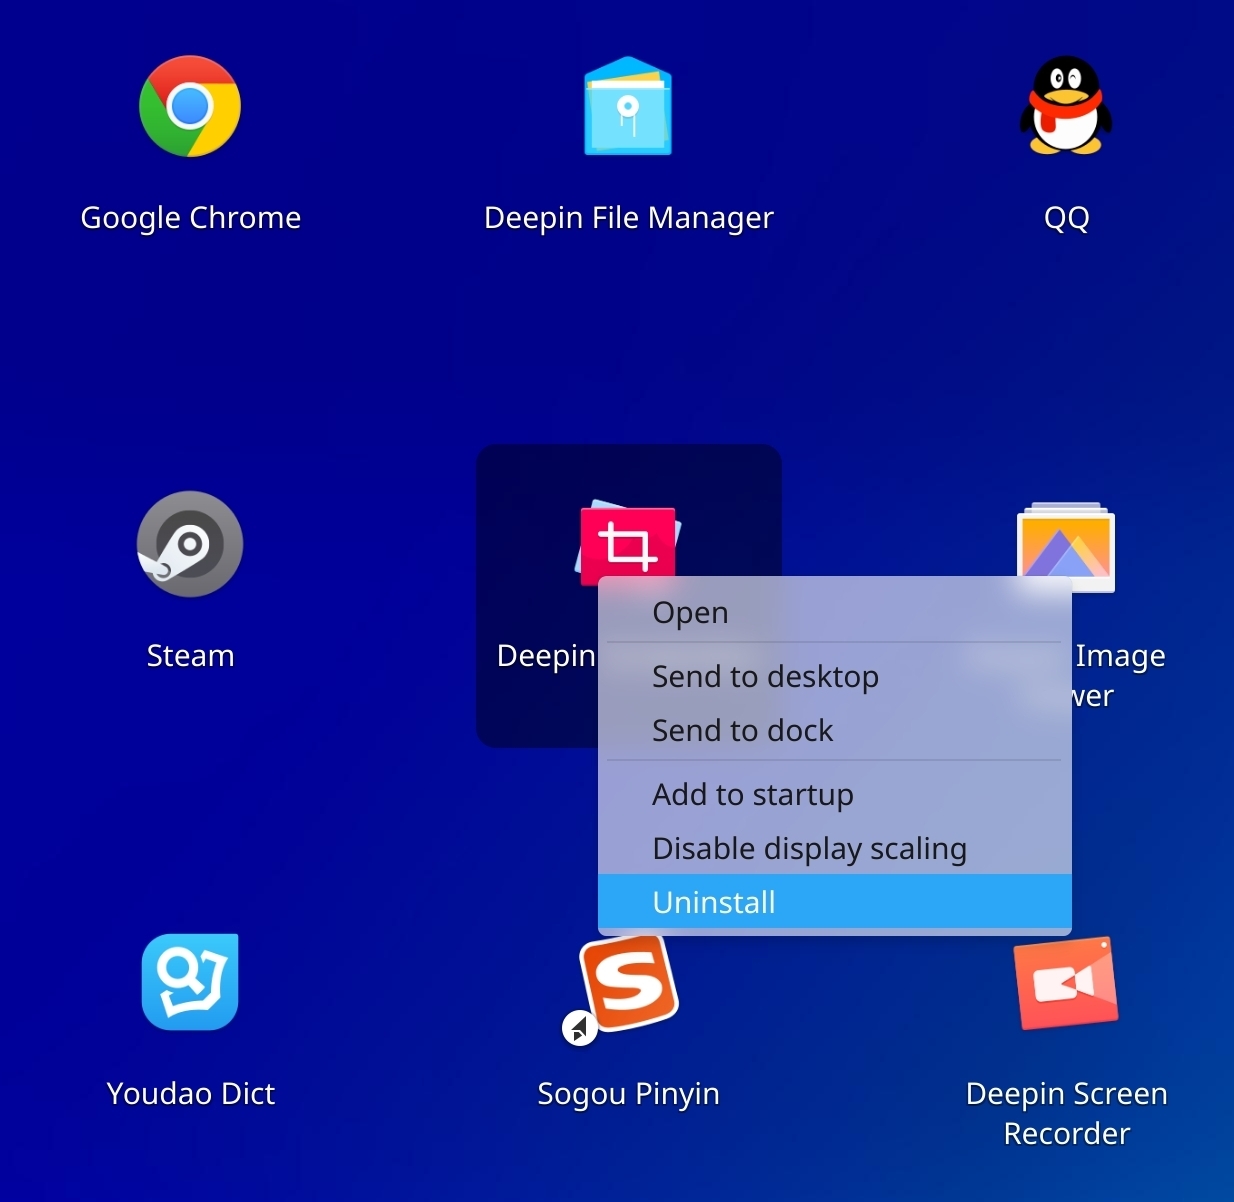 Google Chrome
Deepin File Manager
QQ
Steam
Deepin
Image
Open
Send to desktop
Send to dock
Add to startup
Disable display scaling
Uninstall
Youdao Dict
Sogou Pinyin
Deepin Screen
Recorder